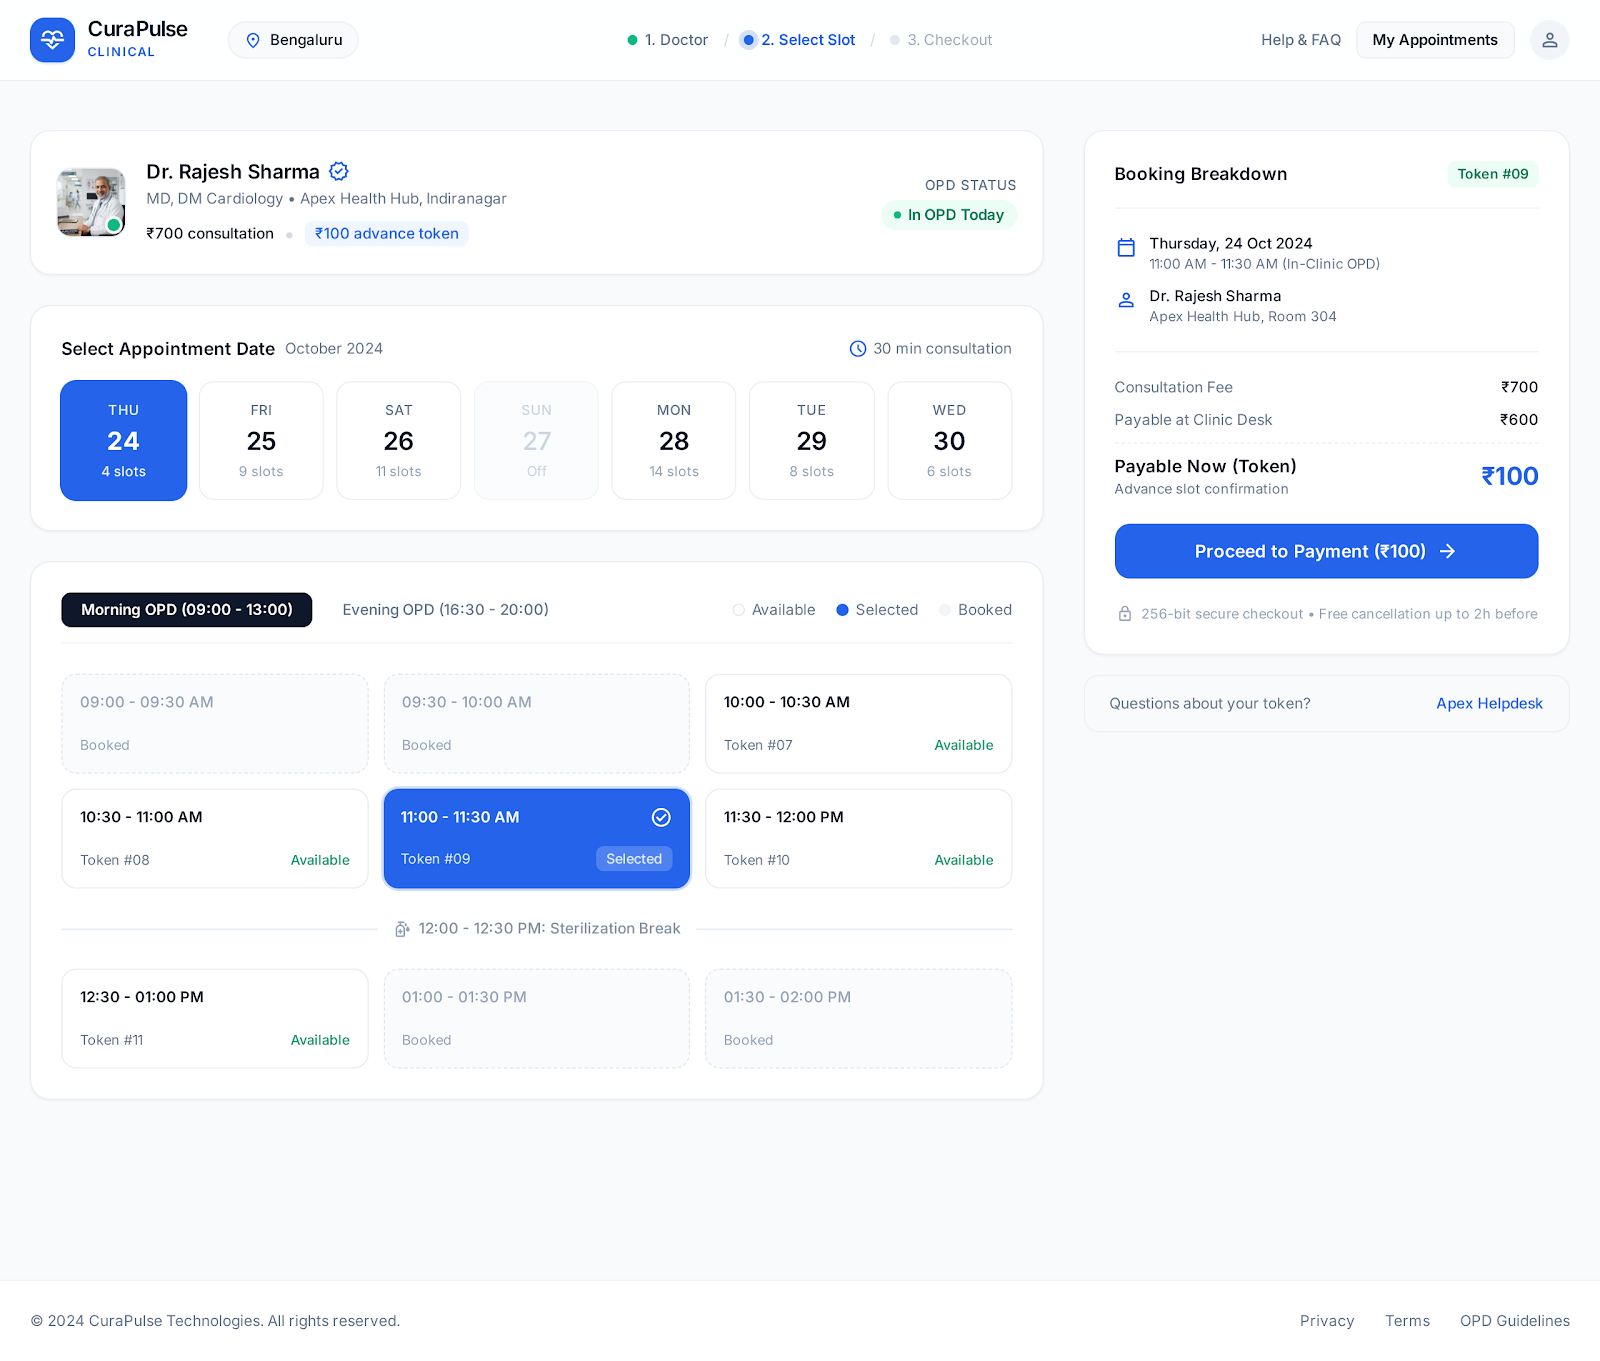 CuraPulse
CLINICAL
Bengaluru
1. Doctor / 2. Select Slot / 3. Checkout
Help & FAQ
My Appointments
Dr. Rajesh Sharma
MD, DM Cardiology • Apex Health Hub, Indiranagar
₹700 consultation
₹100 advance token
OPD STATUS
In OPD Today
Select Appointment Date October 2024
30 min consultation
THU
24
4 slots
FRI
25
9 slots
SAT
26
11 slots
SUN
27
Off
MON
28
14 slots
TUE
29
8 slots
WED
30
6 slots
Morning OPD (09:00 - 13:00)
Evening OPD (16:30 - 20:00)
Available
Selected
Booked
09:00 - 09:30 AM
Booked
09:30 - 10:00 AM
Booked
10:00 - 10:30 AM
Token #07 Available
10:30 - 11:00 AM
Token #08 Available
11:00 - 11:30 AM
Token #09 Selected
11:30 - 12:00 PM
Token #10 Available
12:00 - 12:30 PM: Sterilization Break
12:30 - 01:00 PM
Token #11 Available
01:00 - 01:30 PM
Booked
01:30 - 02:00 PM
Booked
Booking Breakdown
Token #09
Thursday, 24 Oct 2024
11:00 AM - 11:30 AM (In-Clinic OPD)
Dr. Rajesh Sharma
Apex Health Hub, Room 304
Consultation Fee ₹700
Payable at Clinic Desk ₹600
Payable Now (Token)
Advance slot confirmation
₹100
Proceed to Payment (₹100)
256-bit secure checkout • Free cancellation up to 2h before
Questions about your token? Apex Helpdesk
© 2024 CuraPulse Technologies. All rights reserved.
Privacy
Terms
OPD Guidelines